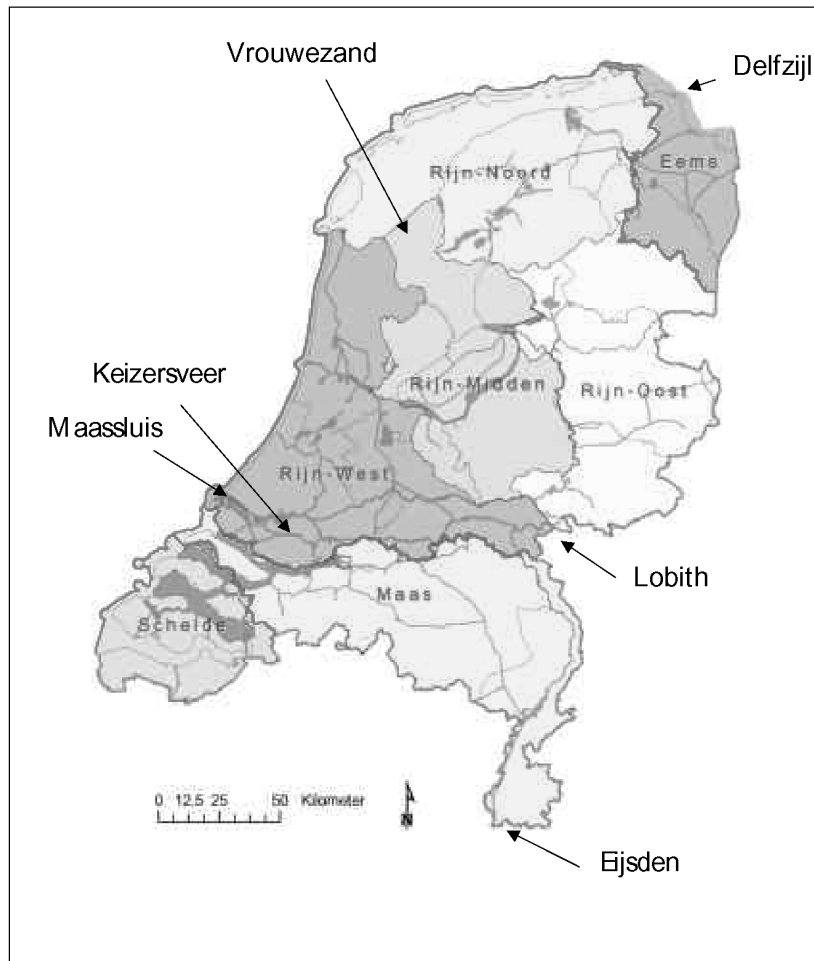 Vrouwezand
Delfzijl
Eems
Rijn-Noord
Keizersveer
Rijn-Midden
Rijn-Oost
Maassluis
Rijn-West
Lobith
Maas
Schelde
0 12.5 25 50 Kilometer
N
Eijsden